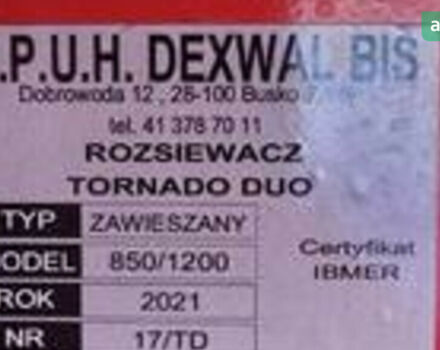 .P.U.H. DEXWAL BIS
Dobrowoda 12 , 28-100 Busko
tel. 41 378 70 11
ROZSIEWACZ
TORNADO DUO
TYP ZAWIESZANY
MODEL 850/1200
ROK 2021
NR 17/TD
Certyfikat
IBMER